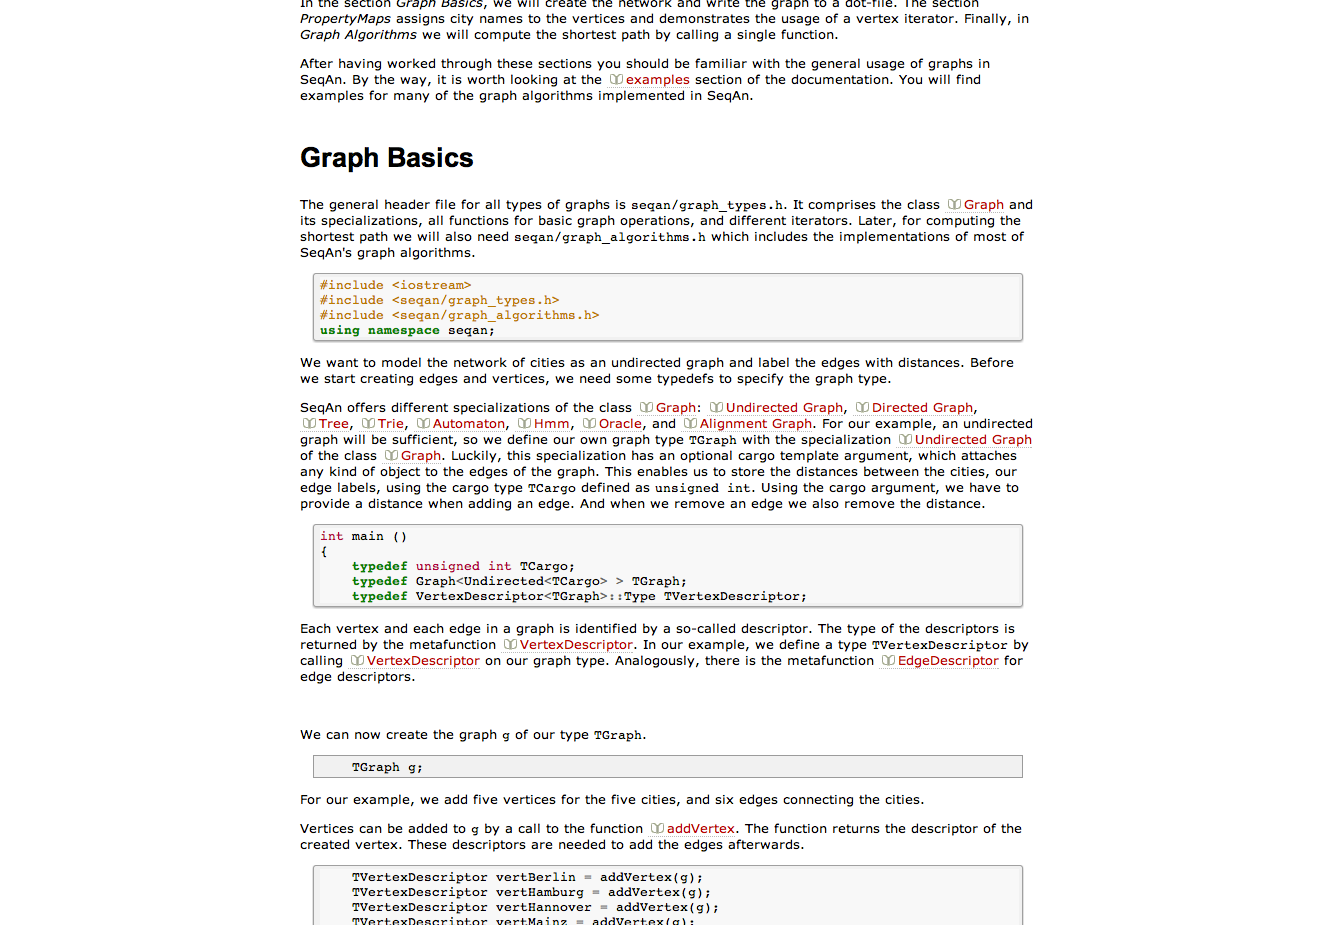 In the section Graph Basics, we will create the network and write the graph to a dot-file. The section
PropertyMaps assigns city names to the vertices and demonstrates the usage of a vertex iterator. Finally, in
Graph Algorithms we will compute the shortest path by calling a single function.
After having worked through these sections you should be familiar with the general usage of graphs in
SeqAn. By the way, it is worth looking at the examples section of the documentation. You will find
examples for many of the graph algorithms implemented in SeqAn.
Graph Basics
The general header file for all types of graphs is seqan/graph_types.h. It comprises the class Graph and
its specializations, all functions for basic graph operations, and different iterators. Later, for computing the
shortest path we will also need seqan/graph_algorithms.h which includes the implementations of most of
SeqAn's graph algorithms.
#include <iostream>
#include <seqan/graph_types.h>
#include <seqan/graph_algorithms.h>
using namespace seqan;
We want to model the network of cities as an undirected graph and label the edges with distances. Before
we start creating edges and vertices, we need some typedefs to specify the graph type.
SeqAn offers different specializations of the class Graph: Undirected Graph, Directed Graph,
Tree, Trie, Automaton, Hmm, Oracle, and Alignment Graph. For our example, an undirected
graph will be sufficient, so we define our own graph type TGraph with the specialization Undirected Graph
of the class Graph. Luckily, this specialization has an optional cargo template argument, which attaches
any kind of object to the edges of the graph. This enables us to store the distances between the cities, our
edge labels, using the cargo type TCargo defined as unsigned int. Using the cargo argument, we have to
provide a distance when adding an edge. And when we remove an edge we also remove the distance.
int main ()
{
typedef unsigned int TCargo;
typedef Graph<Undirected<TCargo> > TGraph;
typedef VertexDescriptor<TGraph>::Type TVertexDescriptor;
Each vertex and each edge in a graph is identified by a so-called descriptor. The type of the descriptors is
returned by the metafunction VertexDescriptor. In our example, we define a type TVertexDescriptor by
calling VertexDescriptor on our graph type. Analogously, there is the metafunction EdgeDescriptor for
edge descriptors.
We can now create the graph g of our type TGraph.
TGraph g;
For our example, we add five vertices for the five cities, and six edges connecting the cities.
Vertices can be added to g by a call to the function addVertex. The function returns the descriptor of the
created vertex. These descriptors are needed to add the edges afterwards.
TVertexDescriptor vertBerlin = addVertex(g);
TVertexDescriptor vertHamburg = addVertex(g);
TVertexDescriptor vertHannover = addVertex(g);
TVertexDescriptor vertMainz = addVertex(g);